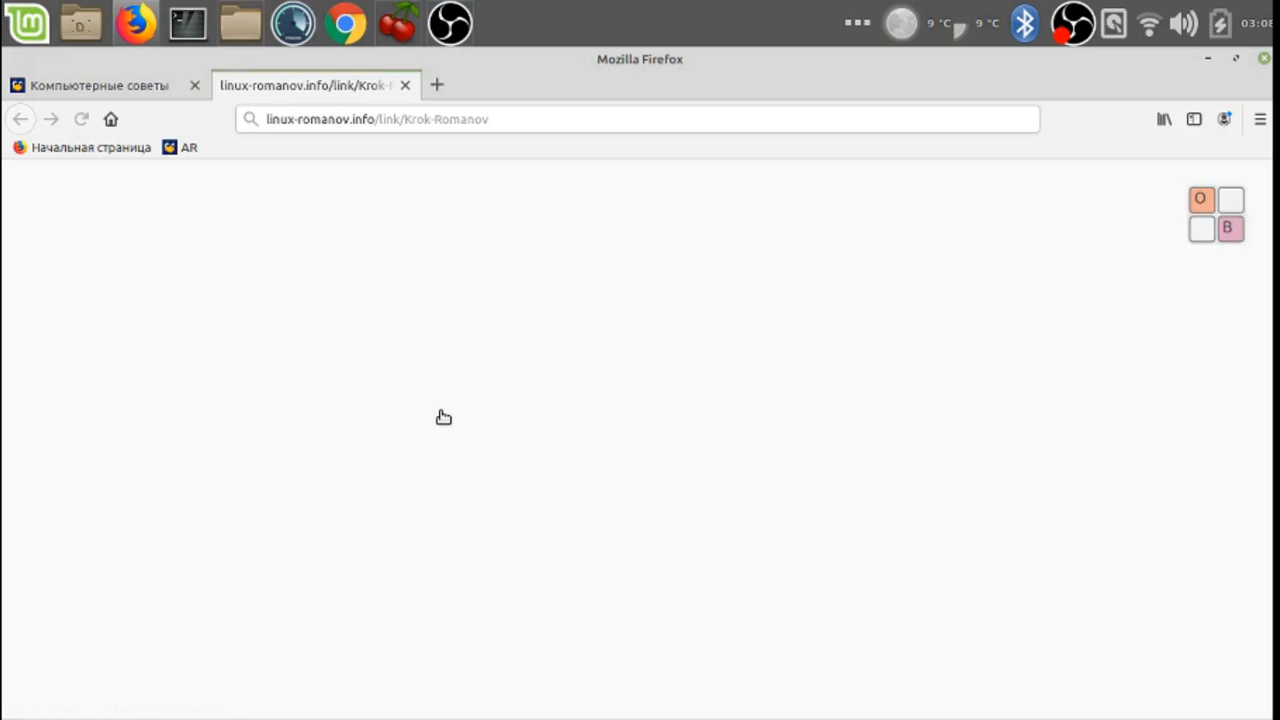 D
9 °C 9 °C 03:08
Mozilla Firefox
Компьютерные советы
linux-romanov.info/link/Krok-R
linux-romanov.info/link/Krok-Romanov
Начальная страница
AR
O
B